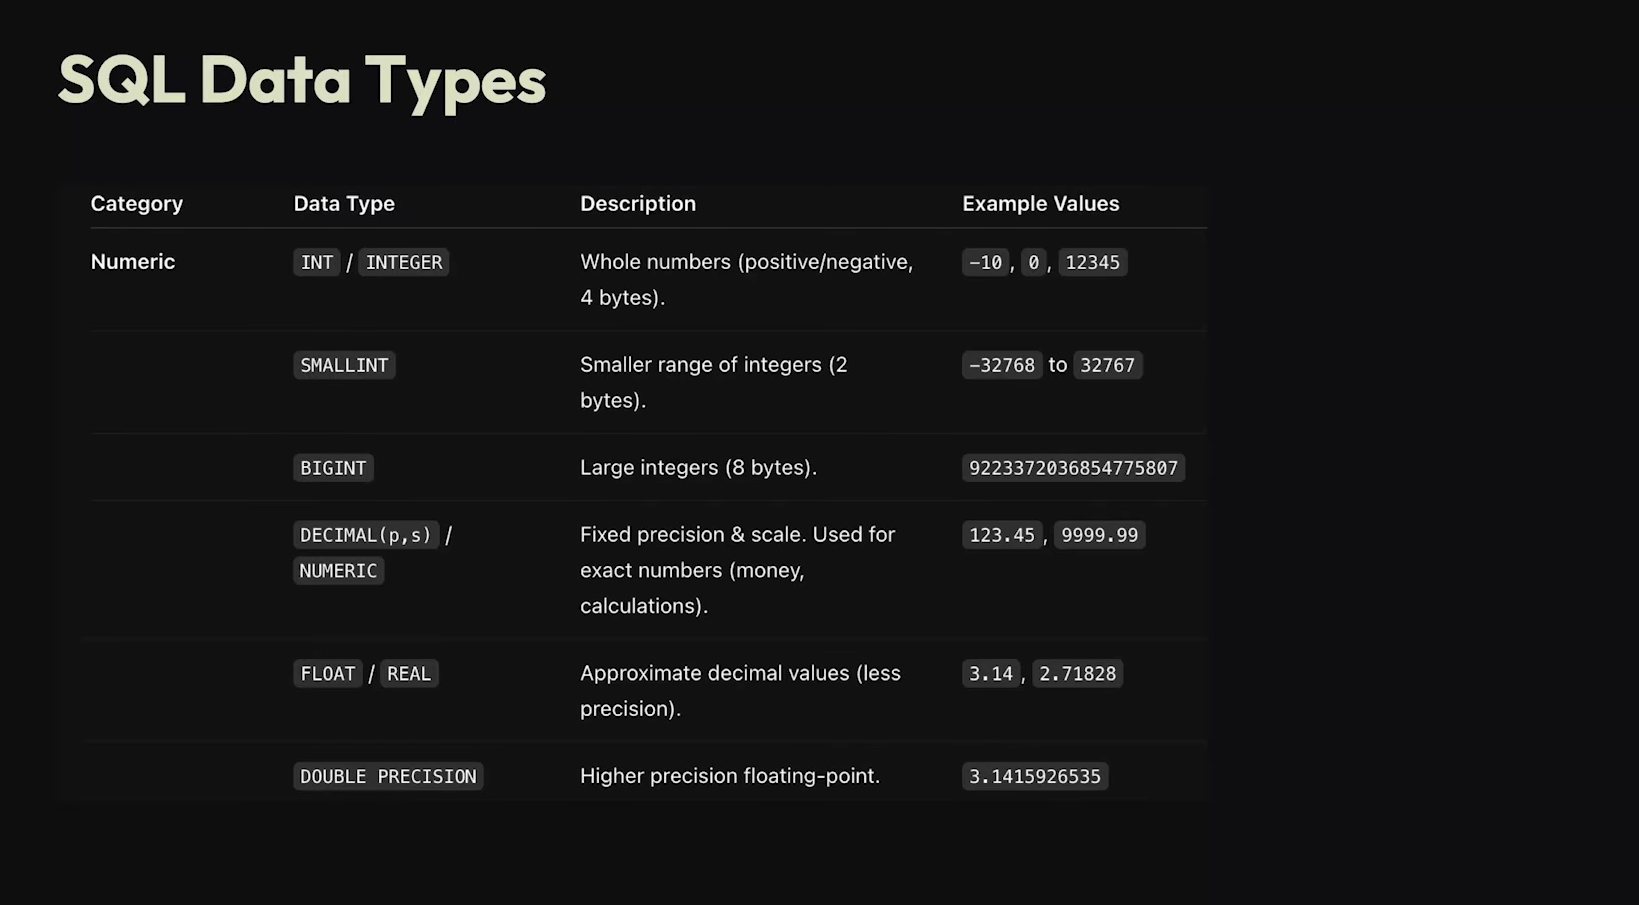 SQL Data Types
Category Data Type Description Example Values
Numeric INT / INTEGER Whole numbers (positive/negative, -10, 0, 12345
4 bytes).
SMALLINT Smaller range of integers (2 -32768 to 32767
bytes).
BIGINT Large integers (8 bytes). 9223372036854775807
DECIMAL(p,s) / Fixed precision & scale. Used for 123.45, 9999.99
NUMERIC exact numbers (money,
calculations).
FLOAT / REAL Approximate decimal values (less 3.14, 2.71828
precision).
DOUBLE PRECISION Higher precision floating-point. 3.1415926535